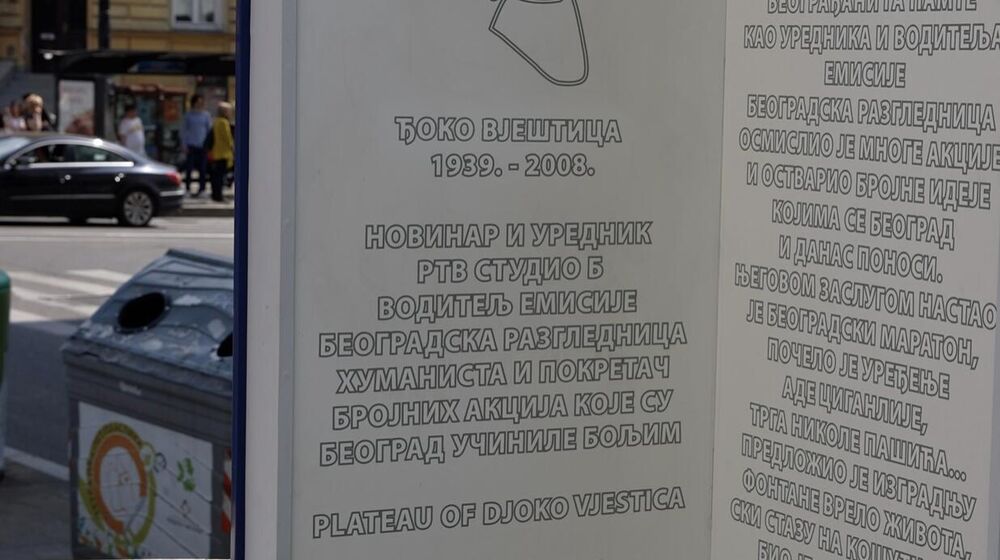 ЂОКО ВЈЕШТИЦА
1939. - 2008.
НОВИНАР И УРЕДНИК
РТВ СТУДИО Б
ВОДИТЕЉ ЕМИСИЈЕ
БЕОГРАДСКА РАЗГЛЕДНИЦА
ХУМАНИСТА И ПОКРЕТАЧ
БРОЈНИХ АКЦИЈА КОЈЕ СУ
БЕОГРАД УЧИНИЛЕ БОЉИМ
PLATEAU OF DJOKO VJESTICA
БЕОГРАЂАНИ ГА ПАМТЕ
КАО УРЕДНИКА И ВОДИТЕЉА
ЕМИСИЈЕ
БЕОГРАДСКА РАЗГЛЕДНИЦА
ОСМИСЛИО ЈЕ МНОГЕ АКЦИЈЕ
И ОСТВАРИО БРОЈНЕ ИДЕЈЕ
КОЈИМА СЕ БЕОГРАД
И ДАНАС ПОНОСИ.
ЊЕГОВОМ ЗАСЛУГОМ НАСТАО
ЈЕ БЕОГРАДСКИ МАРАТОН,
ПОЧЕЛО ЈЕ УРЕЂЕЊЕ
АДЕ ЦИГАНЛИЈЕ,
ТРГА НИКОЛЕ ПАШИЋА...
ПРЕДЛОЖИО ЈЕ ИЗГРАДЊУ
ФОНТАНЕ ВРЕЛО ЖИВОТА,
СКИ СТАЗУ НА